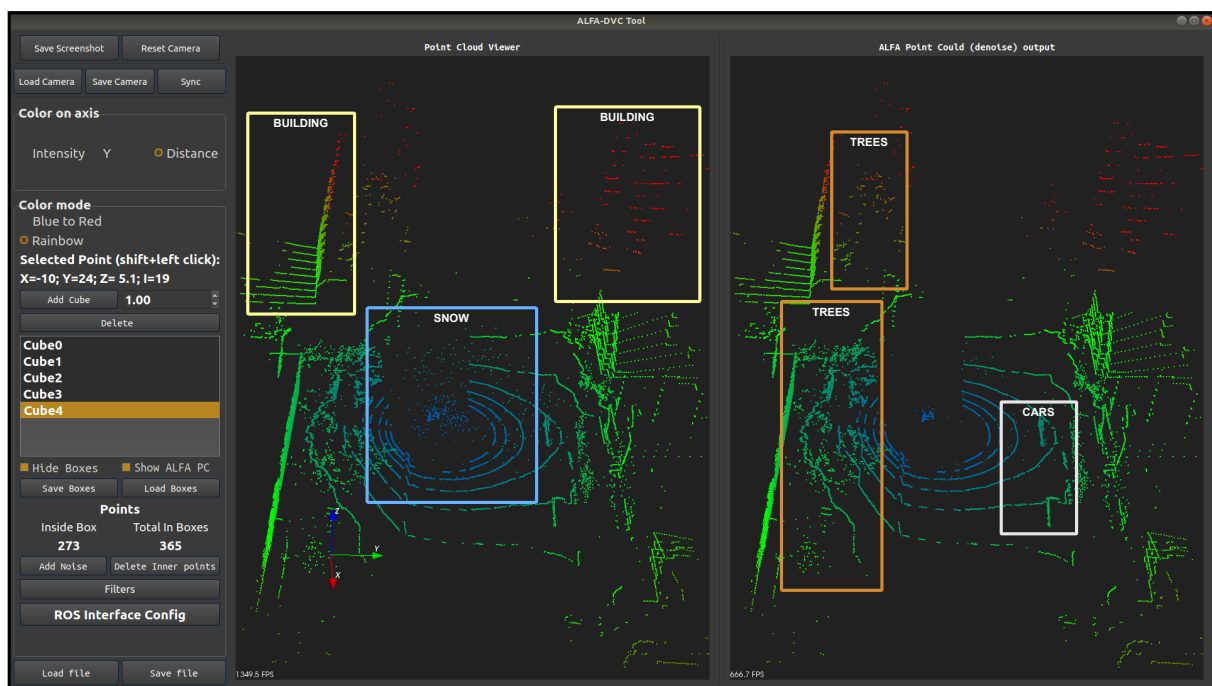 ALFA-DVC Tool
Save Screenshot
Reset Camera
Load Camera
Save Camera
Sync
Color on axis
Intensity
Y
Distance
Color mode
Blue to Red
Rainbow
Selected Point (shift+left click):
X=-10; Y=24; Z= 5.1; I=19
Add Cube
1.00
Delete
Cube0
Cube1
Cube2
Cube3
Cube4
Hide Boxes
Show ALFA PC
Save Boxes
Load Boxes
Points
Inside Box
Total In Boxes
273
365
Add Noise
Delete Inner points
Filters
ROS Interface Config
Load file
Save file
Point Cloud Viewer
BUILDING
BUILDING
SNOW
Z
Y
X
1349.5 FPS
ALFA Point Could (denoise) output
TREES
TREES
CARS
666.7 FPS